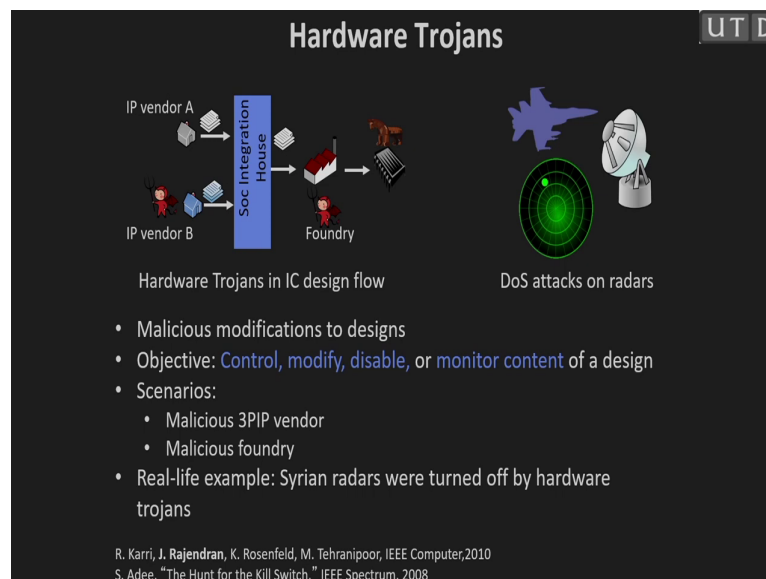 Hardware Trojans
UT D
IP vendor A
Soc Integration
House
IP vendor B
Foundry
Hardware Trojans in IC design flow
DoS attacks on radars
• Malicious modifications to designs
• Objective: Control, modify, disable, or monitor content of a design
• Scenarios:
• Malicious 3PIP vendor
• Malicious foundry
• Real-life example: Syrian radars were turned off by hardware
trojans
R. Karri, J. Rajendran, K. Rosenfeld, M. Tehranipoor, IEEE Computer,2010
S. Adee, "The Hunt for the Kill Switch," IEEE Spectrum, 2008